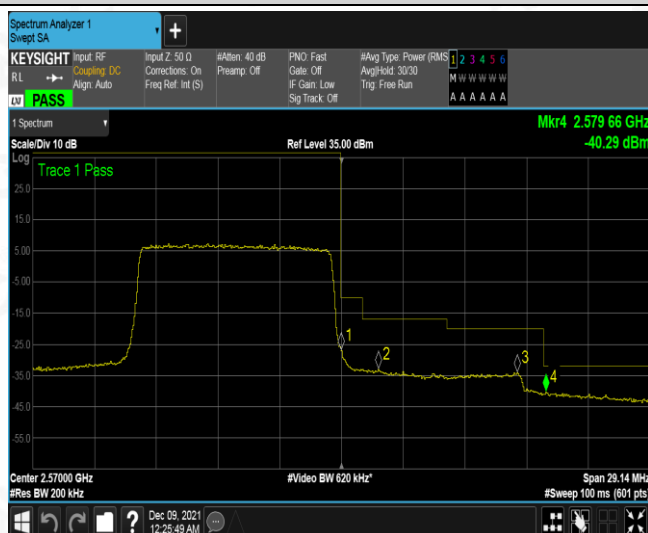 Spectrum Analyzer 1
Swept SA
+
KEYSIGHT
RL
LXI PASS
Input: RF
Coupling: DC
Align: Auto
Input Z: 50 Ω
Corrections: On
Freq Ref: Int (S)
#Atten: 40 dB
Preamp: Off
PNO: Fast
Gate: Off
IF Gain: Low
Sig Track: Off
#Avg Type: Power (RMS
Avg|Hold: 30/30
Trig: Free Run
1 2 3 4 5 6
M W W W W W
A A A A A A
1 Spectrum
Scale/Div 10 dB
Ref Level 35.00 dBm
Mkr4 2.579 66 GHz
-40.29 dBm
Log
Trace 1 Pass
25.0
15.0
5.00
-5.00
-15.0
-25.0
-35.0
-45.0
-55.0
1
2
3
4
Center 2.57000 GHz
#Res BW 200 kHz
#Video BW 620 kHz*
Span 29.14 MHz
#Sweep 100 ms (601 pts)
?
Dec 09, 2021
12:25:49 AM